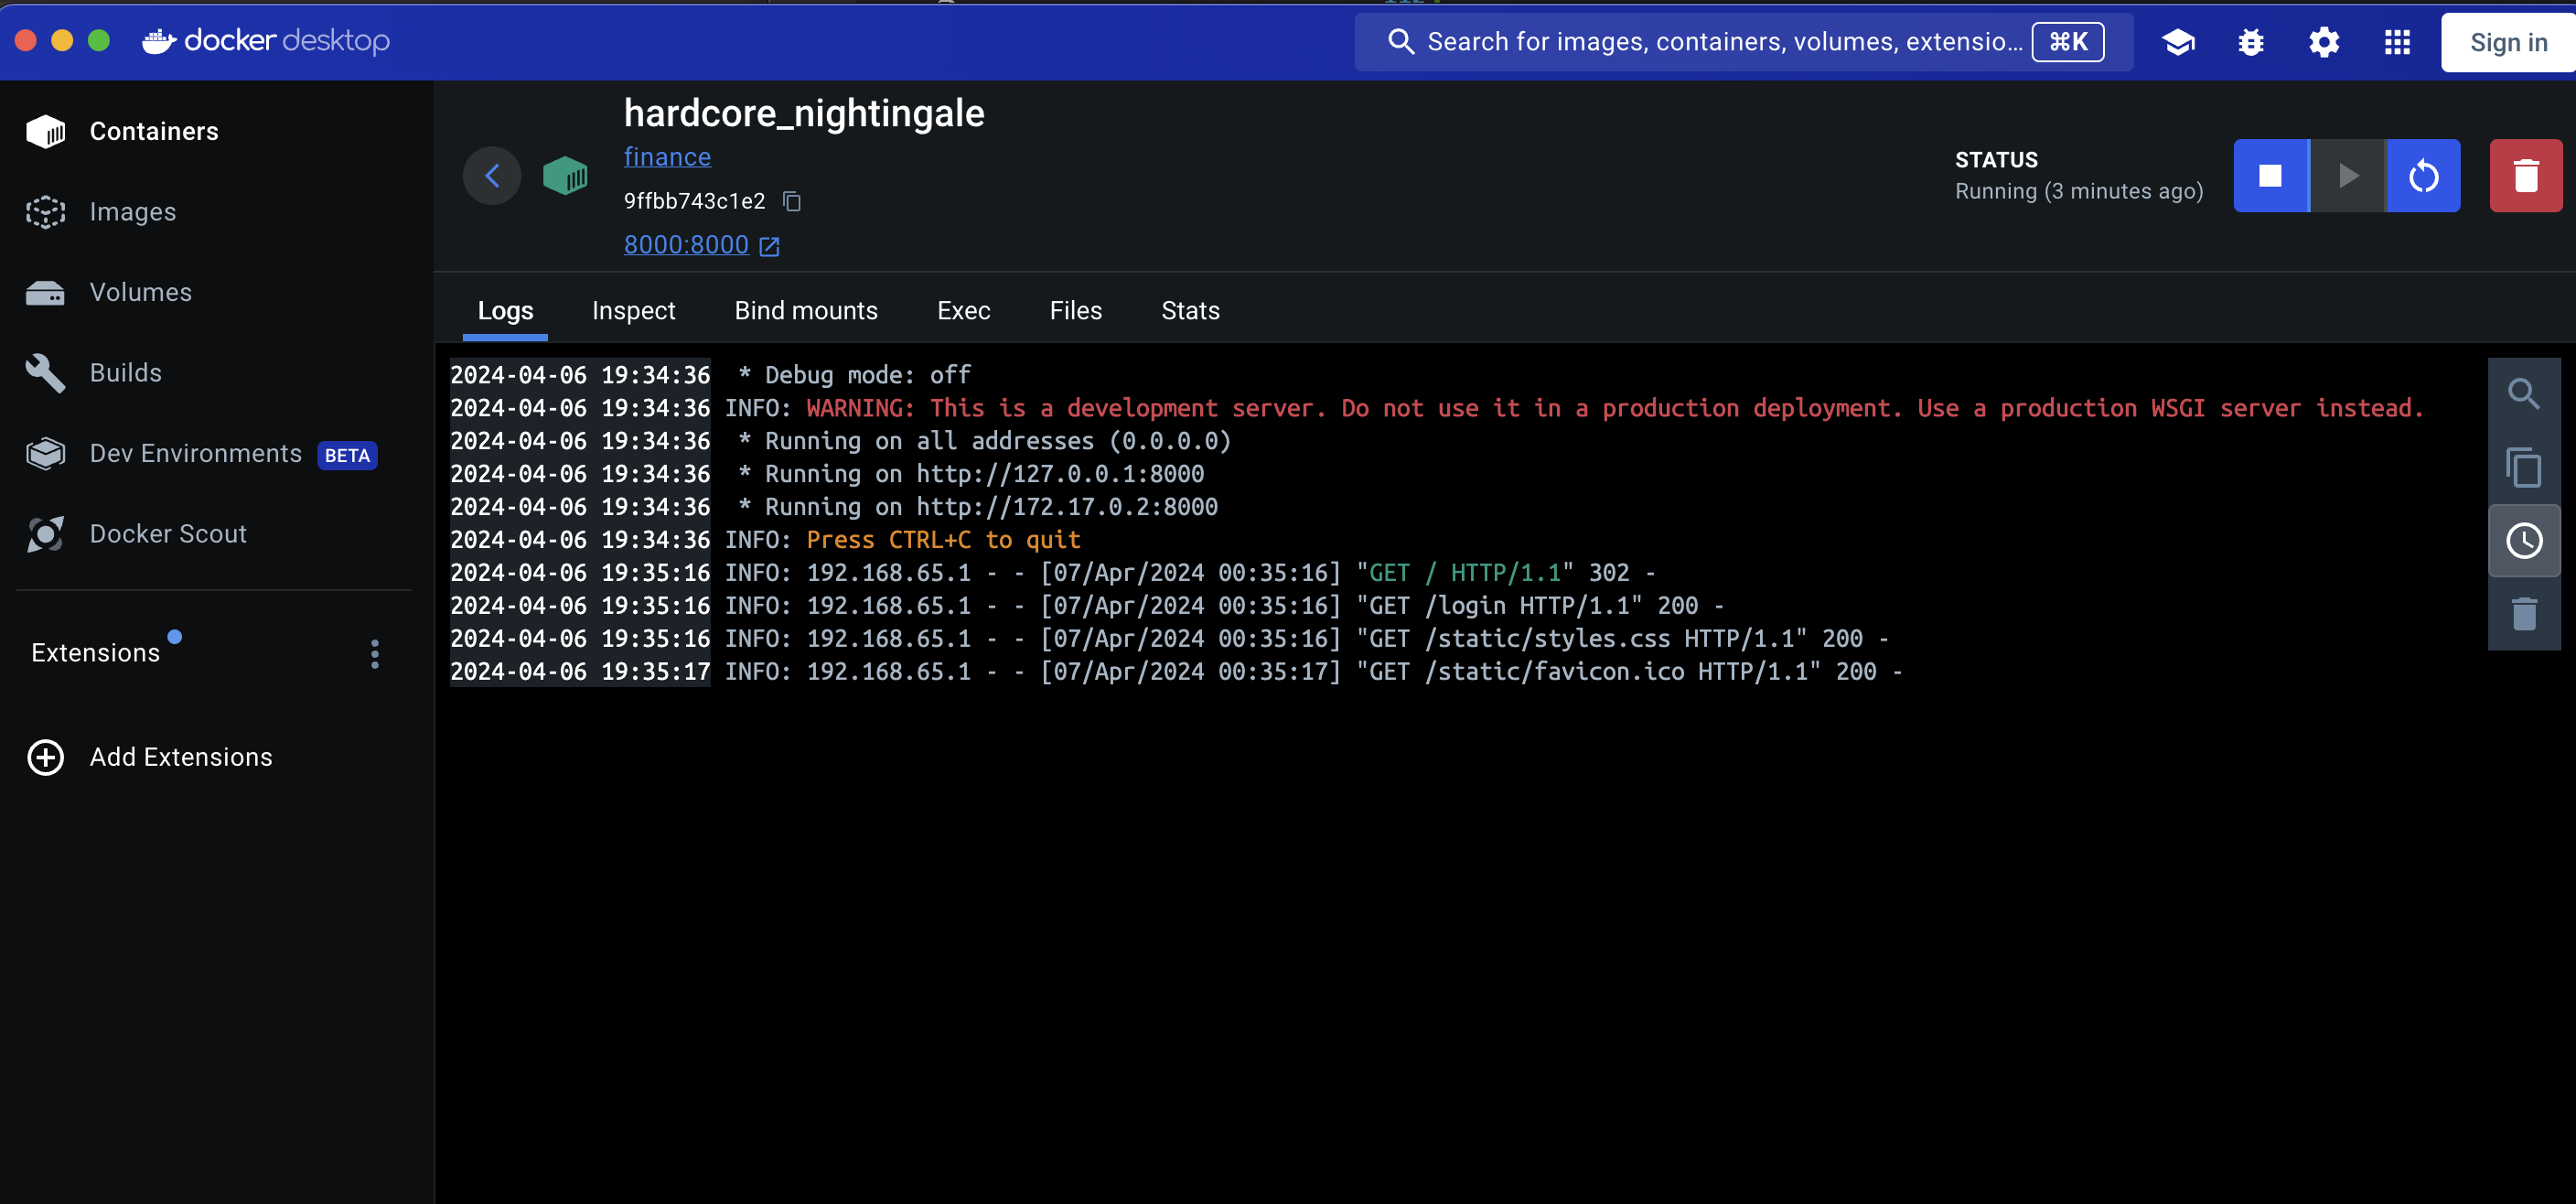 docker desktop
Search for images, containers, volumes, extensio...
⌘K
Sign in
Containers
Images
Volumes
Builds
Dev Environments BETA
Docker Scout
Extensions
Add Extensions
hardcore_nightingale
finance
9ffbb743c1e2
8000:8000
STATUS
Running (3 minutes ago)
Logs Inspect Bind mounts Exec Files Stats
2024-04-06 19:34:36  * Debug mode: off
2024-04-06 19:34:36 INFO: WARNING: This is a development server. Do not use it in a production deployment. Use a production WSGI server instead.
2024-04-06 19:34:36  * Running on all addresses (0.0.0.0)
2024-04-06 19:34:36  * Running on http://127.0.0.1:8000
2024-04-06 19:34:36  * Running on http://172.17.0.2:8000
2024-04-06 19:34:36 INFO: Press CTRL+C to quit
2024-04-06 19:35:16 INFO: 192.168.65.1 - - [07/Apr/2024 00:35:16] "GET / HTTP/1.1" 302 -
2024-04-06 19:35:16 INFO: 192.168.65.1 - - [07/Apr/2024 00:35:16] "GET /login HTTP/1.1" 200 -
2024-04-06 19:35:16 INFO: 192.168.65.1 - - [07/Apr/2024 00:35:16] "GET /static/styles.css HTTP/1.1" 200 -
2024-04-06 19:35:17 INFO: 192.168.65.1 - - [07/Apr/2024 00:35:17] "GET /static/favicon.ico HTTP/1.1" 200 -